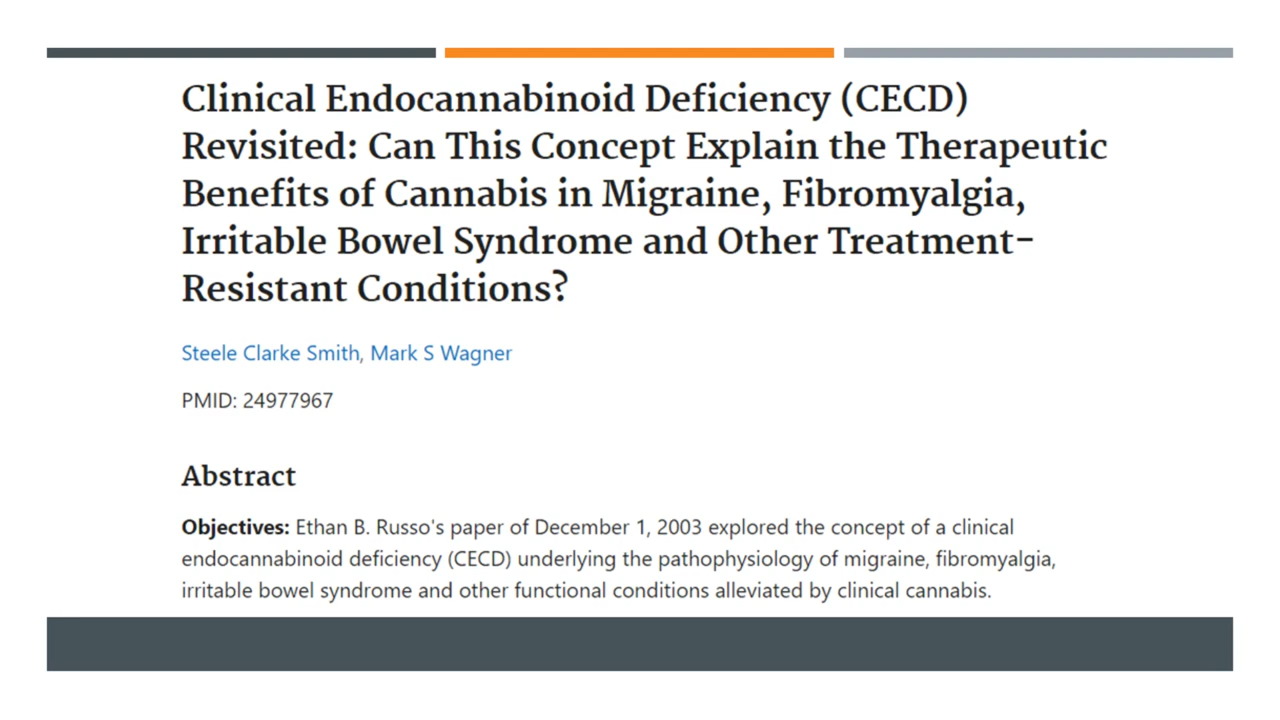 Clinical Endocannabinoid Deficiency (CECD)
Revisited: Can This Concept Explain the Therapeutic
Benefits of Cannabis in Migraine, Fibromyalgia,
Irritable Bowel Syndrome and Other Treatment-
Resistant Conditions?
Steele Clarke Smith, Mark S Wagner
PMID: 24977967
Abstract
Objectives: Ethan B. Russo's paper of December 1, 2003 explored the concept of a clinical
endocannabinoid deficiency (CECD) underlying the pathophysiology of migraine, fibromyalgia,
irritable bowel syndrome and other functional conditions alleviated by clinical cannabis.